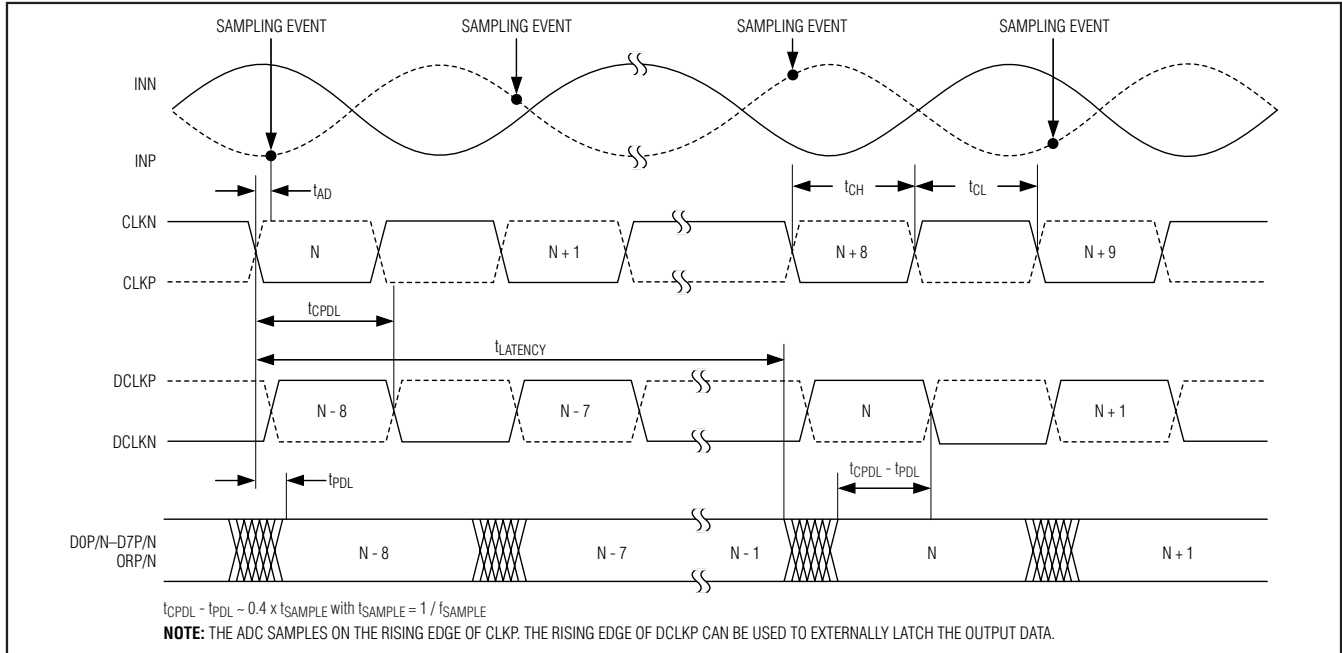 SAMPLING EVENT SAMPLING EVENT SAMPLING EVENT SAMPLING EVENT
INN
INP
tAD
tCH
tCL
CLKN
N
N + 1
N + 8
N + 9
CLKP
tCPDL
tLATENCY
DCLKP
N - 8
N - 7
N
N + 1
DCLKN
tPDL
tCPDL - tPDL
D0P/N–D7P/N
ORP/N
N - 8
N - 7
N - 1
N
N + 1
tCPDL - tPDL ~ 0.4 x tSAMPLE with tSAMPLE = 1 / fSAMPLE
NOTE: THE ADC SAMPLES ON THE RISING EDGE OF CLKP. THE RISING EDGE OF DCLKP CAN BE USED TO EXTERNALLY LATCH THE OUTPUT DATA.